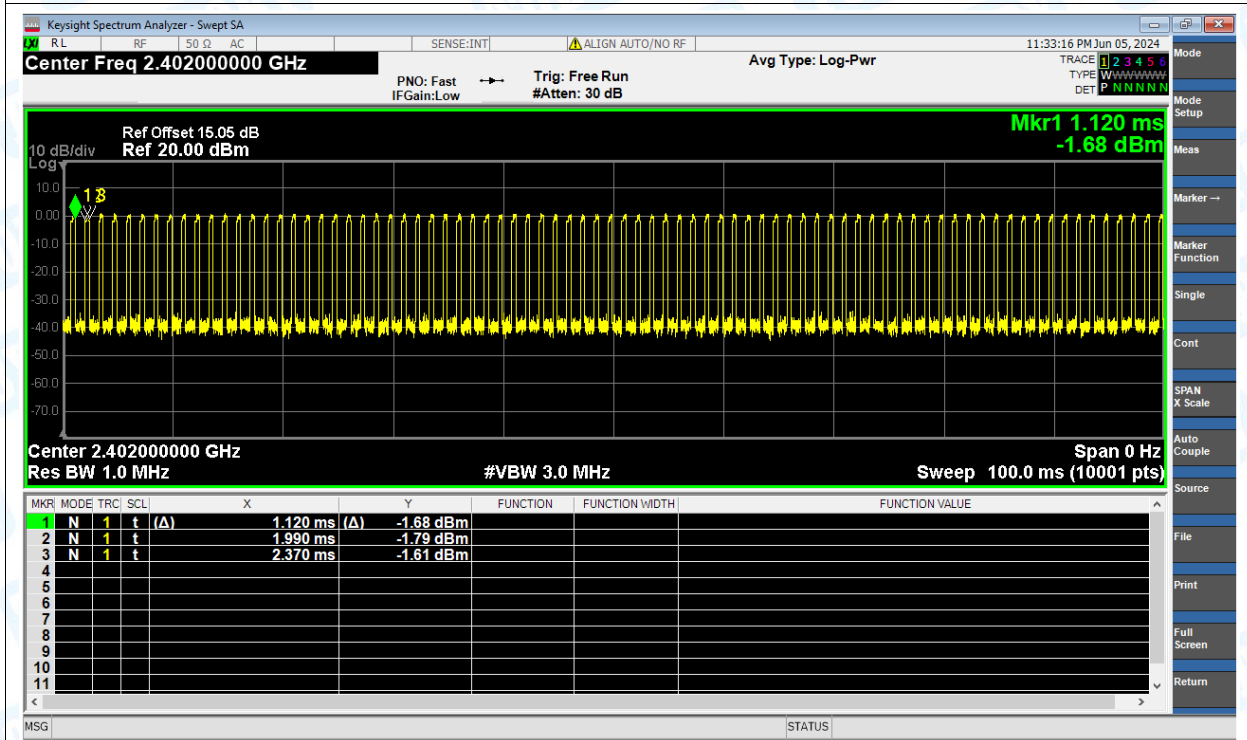 Keysight Spectrum Analyzer - Swept SA
LXI RL RF 50 Ω AC SENSE:INT ALIGN AUTO/NO RF 11:33:16 PM Jun 05, 2024
Center Freq 2.402000000 GHz
Avg Type: Log-Pwr
TRACE 1 2 3 4 5 6
TYPE WWWWWW
DET P N N N N N
PNO: Fast
IFGain:Low
Trig: Free Run
#Atten: 30 dB
Mkr1 1.120 ms
-1.68 dBm
Ref Offset 15.05 dB
10 dB/div Ref 20.00 dBm
Log
10.0
0.00
-10.0
-20.0
-30.0
-40.0
-50.0
-60.0
-70.0
Center 2.402000000 GHz Span 0 Hz
Res BW 1.0 MHz #VBW 3.0 MHz Sweep 100.0 ms (10001 pts)
MKR MODE TRC SCL X Y FUNCTION FUNCTION WIDTH FUNCTION VALUE
1 N 1 t (Δ) 1.120 ms (Δ) -1.68 dBm
2 N 1 t 1.990 ms -1.79 dBm
3 N 1 t 2.370 ms -1.61 dBm
4
5
6
7
8
9
10
11
MSG STATUS
Mode
Mode
Setup
Meas
Marker →
Marker
Function
Single
Cont
SPAN
X Scale
Auto
Couple
Source
File
Print
Full
Screen
Return